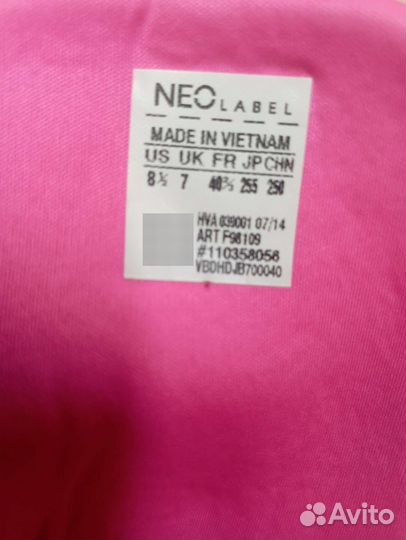 NEO LABEL
MADE IN VIETNAM
US UK FR JP CHN
8½ 7 40⅔ 255 250
HVA 039001 07/14
ART F98109
#110358056
VBDHDJB700040
Avito